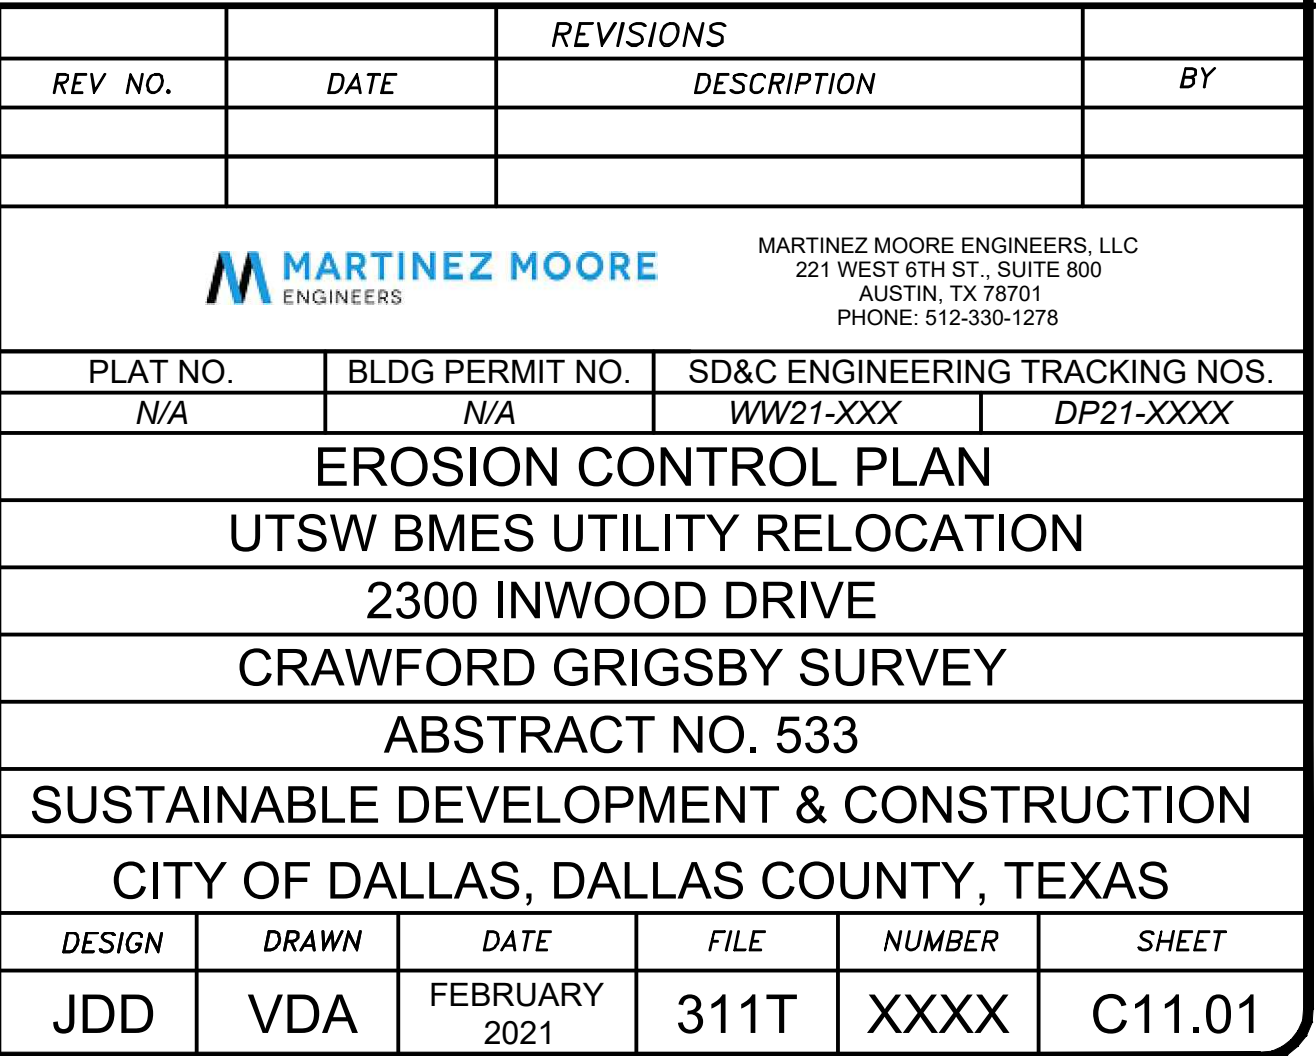 REVISIONS
REV NO. DATE DESCRIPTION BY
MARTINEZ MOORE
ENGINEERS
MARTINEZ MOORE ENGINEERS, LLC
221 WEST 6TH ST., SUITE 800
AUSTIN, TX 78701
PHONE: 512-330-1278
PLAT NO. BLDG PERMIT NO. SD&C ENGINEERING TRACKING NOS.
N/A N/A WW21-XXX DP21-XXXX
EROSION CONTROL PLAN
UTSW BMES UTILITY RELOCATION
2300 INWOOD DRIVE
CRAWFORD GRIGSBY SURVEY
ABSTRACT NO. 533
SUSTAINABLE DEVELOPMENT & CONSTRUCTION
CITY OF DALLAS, DALLAS COUNTY, TEXAS
DESIGN DRAWN DATE FILE NUMBER SHEET
JDD VDA FEBRUARY 2021 311T XXXX C11.01